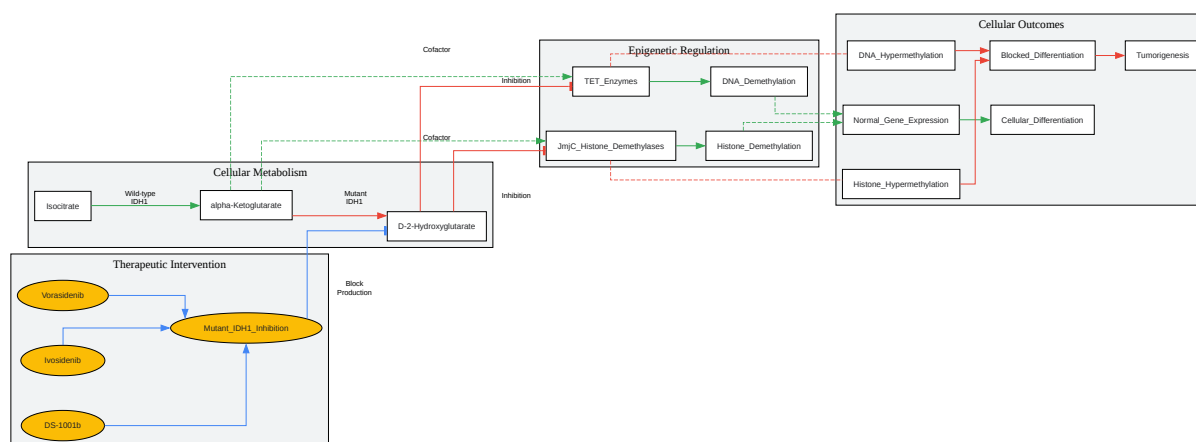 Cellular Outcomes
Cofactor
Epigenetic Regulation
DNA_Hypermethylation
Blocked_Differentiation
Tumorigenesis
Inhibition
TET_Enzymes
DNA_Demethylation
Normal_Gene_Expression
Cellular_Differentiation
Cofactor
JmjC_Histone_Demethylases
Histone_Demethylation
Cellular Metabolism
Histone_Hypermethylation
Wild-type
IDH1
Mutant
IDH1
Inhibition
Isocitrate
alpha-Ketoglutarate
D-2-Hydroxyglutarate
Therapeutic Intervention
Block
Production
Vorasidenib
Mutant_IDH1_Inhibition
Ivosidenib
DS-1001b